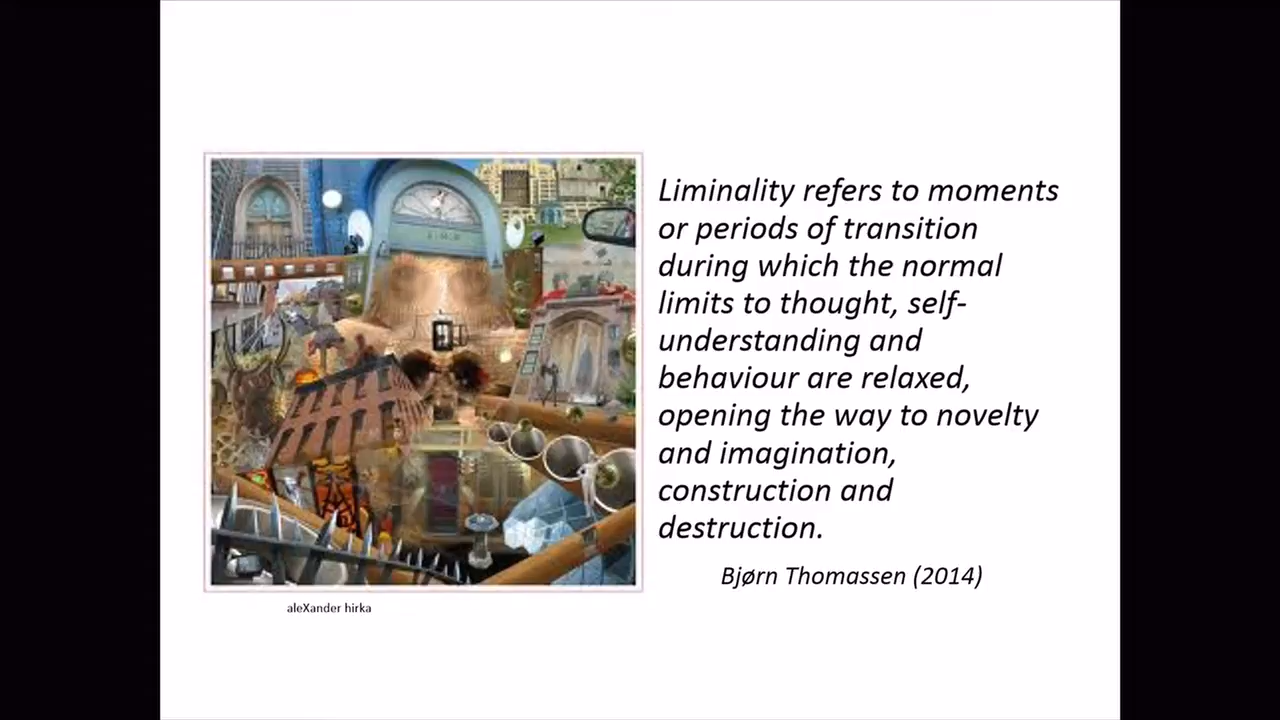 Liminality refers to moments
or periods of transition
during which the normal
limits to thought, self-
understanding and
behaviour are relaxed,
opening the way to novelty
and imagination,
construction and
destruction.
Bjørn Thomassen (2014)
aleXander hirka